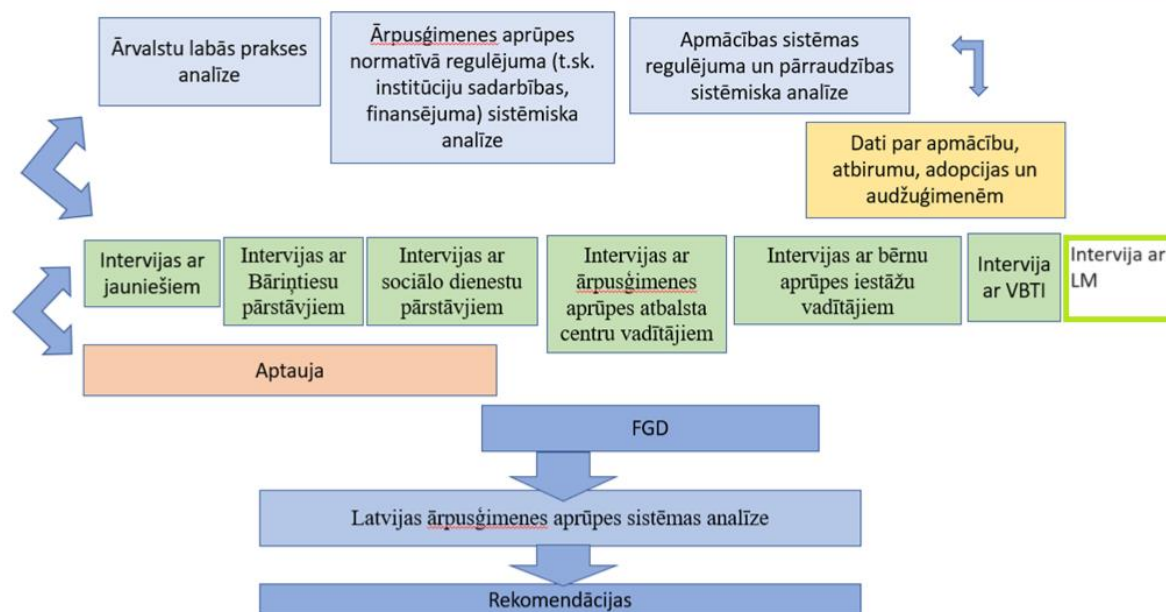 Ārvalstu labās prakses
analīze
Ārpusģimenes aprūpes
normatīvā regulējuma (t.sk.
institūciju sadarbības,
finansējuma) sistēmiska
analīze
Apmācības sistēmas
regulējuma un pārraudzības
sistēmiska analīze
Dati par apmācību,
atbirumu, adopcijas un
audžuģimenēm
Intervijas ar
jauniešiem
Intervijas ar
Bāriņtiesu
pārstāvjiem
Intervijas ar
sociālo dienestu
pārstāvjiem
Intervijas ar
ārpusģimenes
aprūpes atbalsta
centru vadītājiem
Intervijas ar bērnu
aprūpes iestāžu
vadītājiem
Intervija
ar VBTI
Intervija ar
LM
Aptauja
FGD
Latvijas ārpusģimenes aprūpes sistēmas analīze
Rekomendācijas